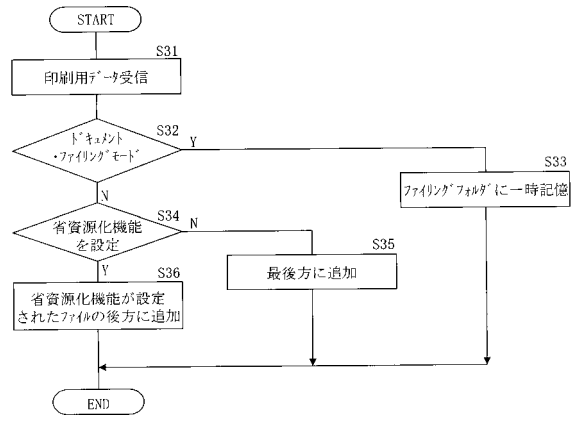 START
S31
印刷用ﾃﾞｰﾀ受信
S32
ﾄﾞｷｭﾒﾝﾄ
・ﾌｧｲﾘﾝｸﾞﾓｰﾄﾞ
Y
N
S33
ﾌｧｲﾘﾝｸﾞﾌｫﾙﾀﾞに一時記憶
S34
省資源化機能
を設定
N
Y
S35
最後方に追加
S36
省資源化機能が設定
されたﾌｧｲﾙの後方に追加
END